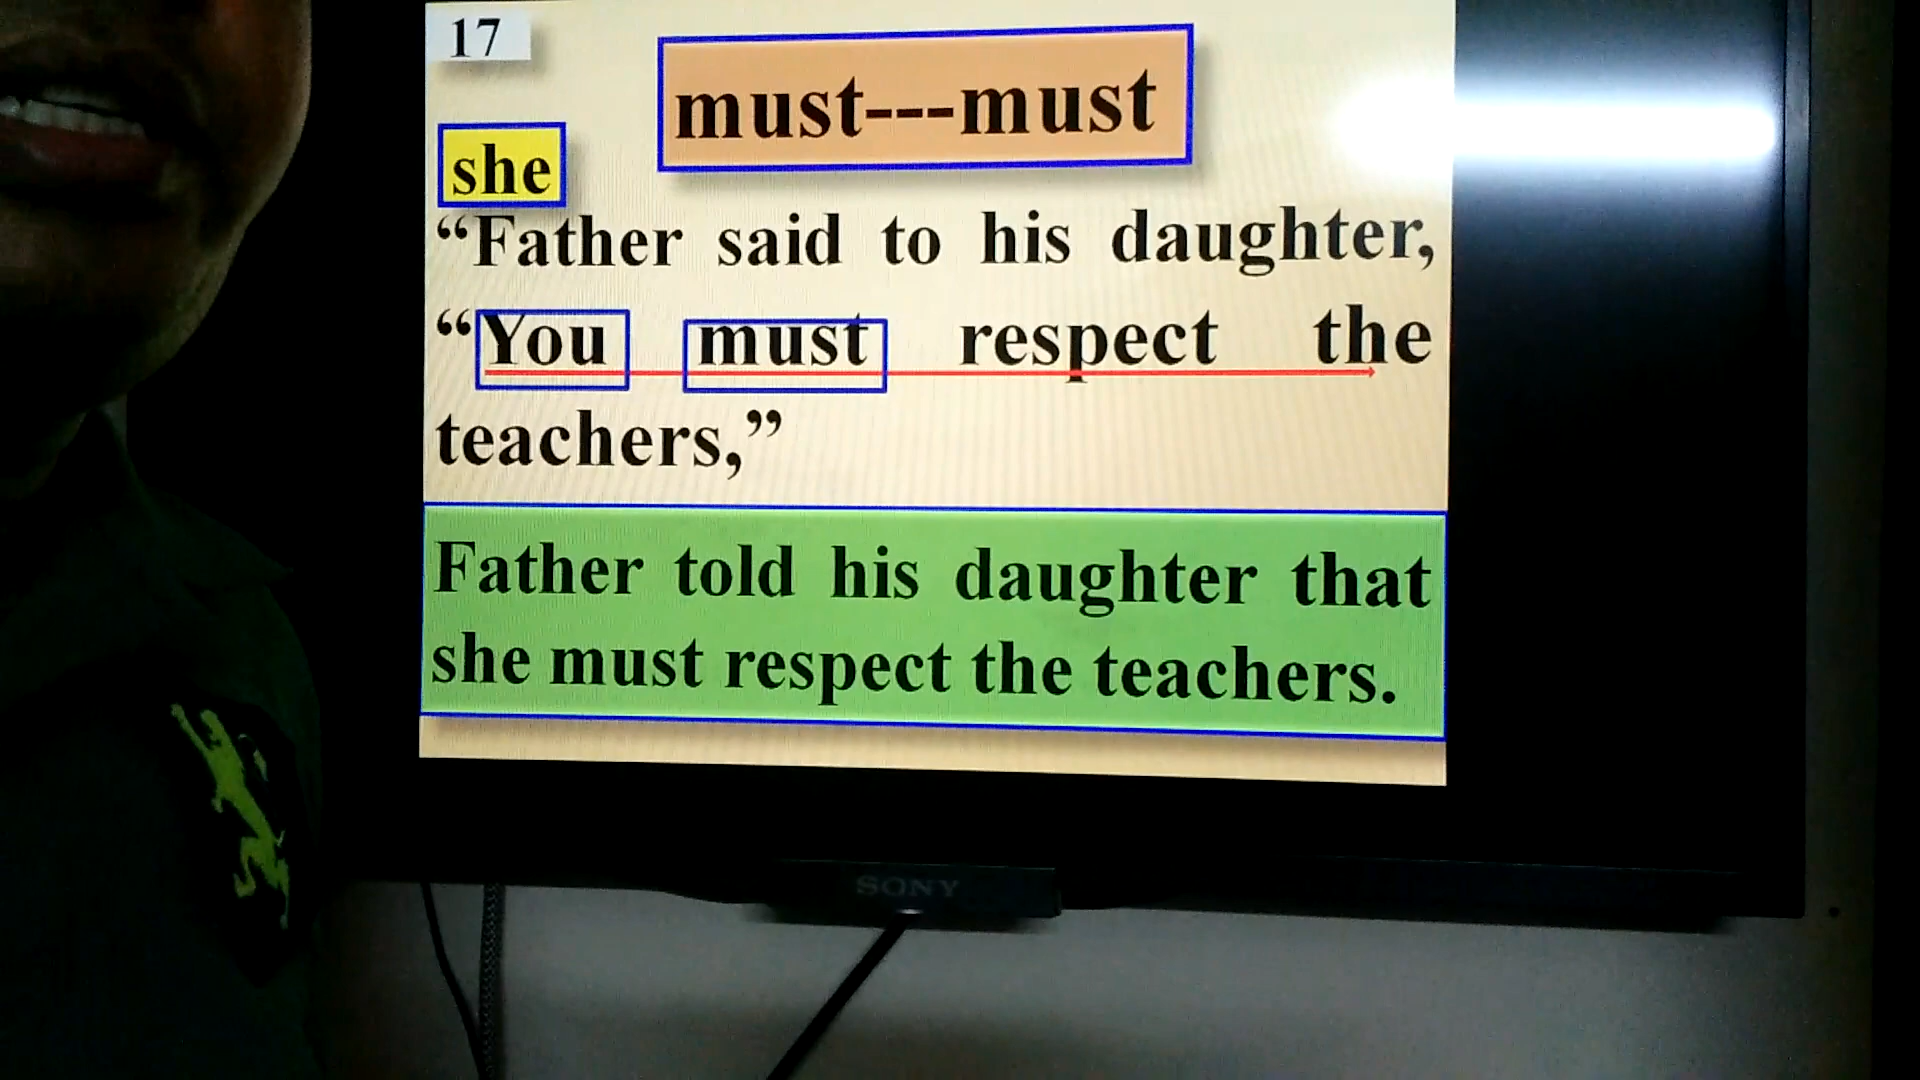 17
must---must
she
“Father said to his daughter,
“You must respect the
teachers,”
Father told his daughter that
she must respect the teachers.
SONY